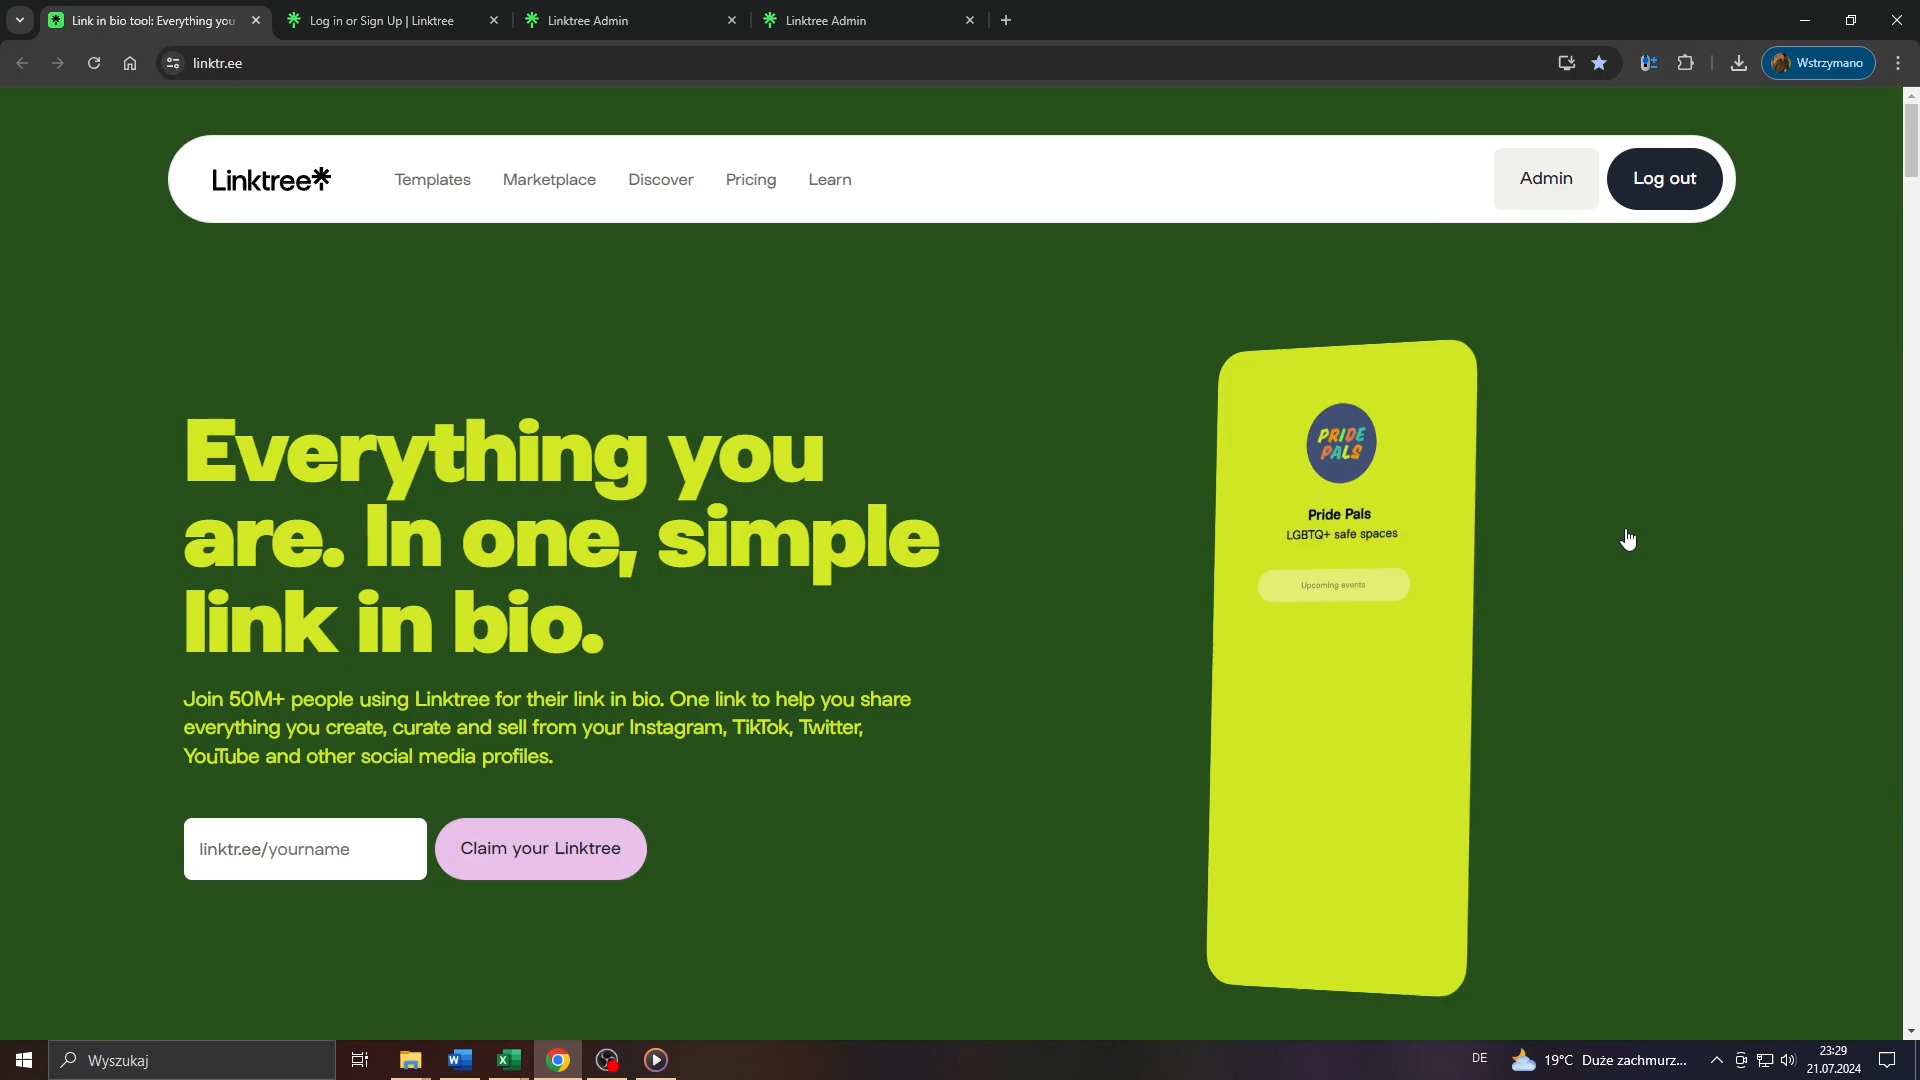 Link in bio tool: Everything you
Log in or Sign Up | Linktree
Linktree Admin
Linktree Admin
linktr.ee
Wstrzymano
Linktree
Templates
Marketplace
Discover
Pricing
Learn
Admin
Log out
Everything you
are. In one, simple
link in bio.
Join 50M+ people using Linktree for their link in bio. One link to help you share
everything you create, curate and sell from your Instagram, TikTok, Twitter,
YouTube and other social media profiles.
linktr.ee/yourname
Claim your Linktree
PRIDE
PALS
Pride Pals
LGBTQ+ safe spaces
Upcoming events
Wyszukaj
DE
19°C Duże zachmurz...
23:29
21.07.2024